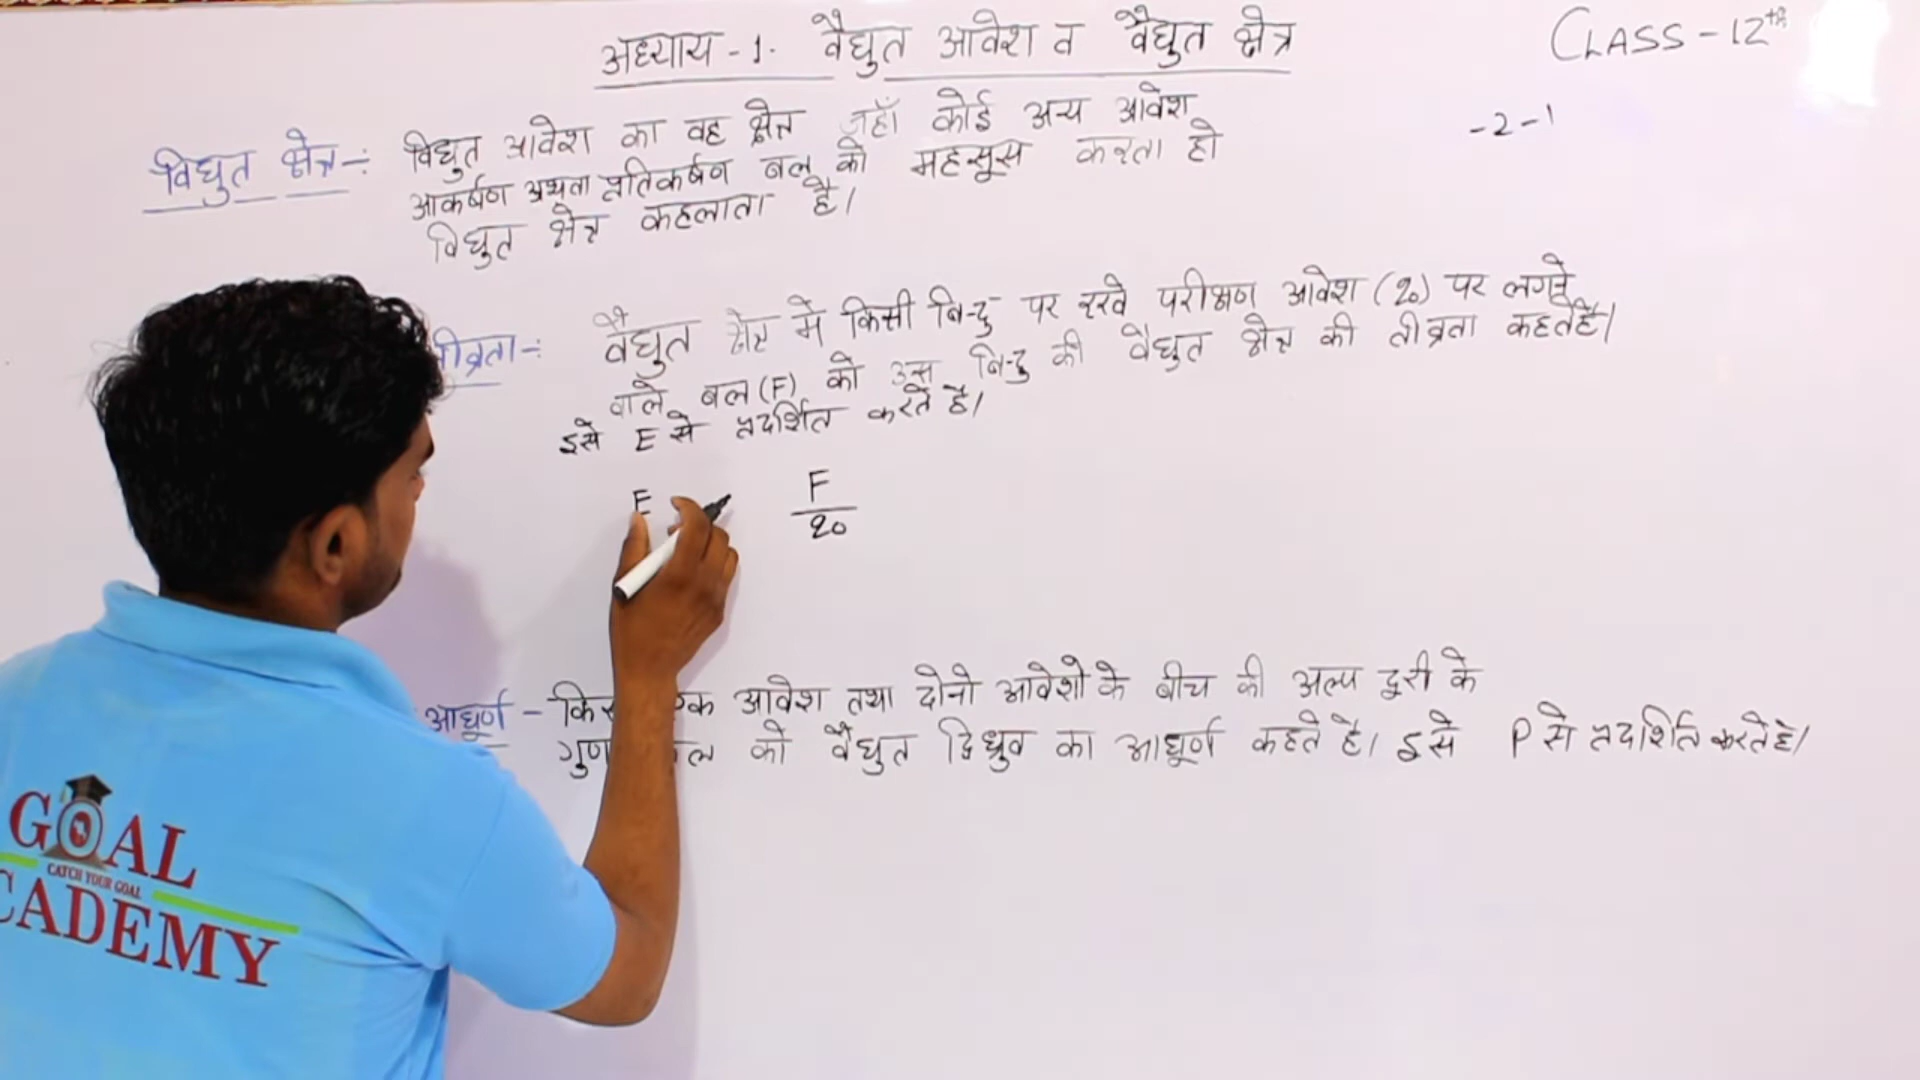 अध्याय - 1. वैद्युत आवेश व वैद्युत क्षेत्र
CLASS - 12th
- 2 - 1
विद्युत क्षेत्र -: विद्युत आवेश का वह क्षेत्र जहाँ कोई अन्य आवेश
आकर्षण अथवा प्रतिकर्षण बल को महसूस करता हो
विद्युत क्षेत्र कहलाता है।
तीव्रता -: वैद्युत क्षेत्र में किसी बिन्दु पर रखे परीक्षण आवेश (q0) पर लगने
वाले बल (F) को उस बिन्दु की वैद्युत क्षेत्र की तीव्रता कहते है।
इसे E से प्रदर्शित करते है।
E F
q0
आघूर्ण - आवेश तथा दोनो आवेशो के बीच की अल्प दूरी के
को वैद्युत द्विध्रुव का आघूर्ण कहते है। इसे P से प्रदर्शित करते है।
GOAL
CATCH YOUR GOAL
CADEMY